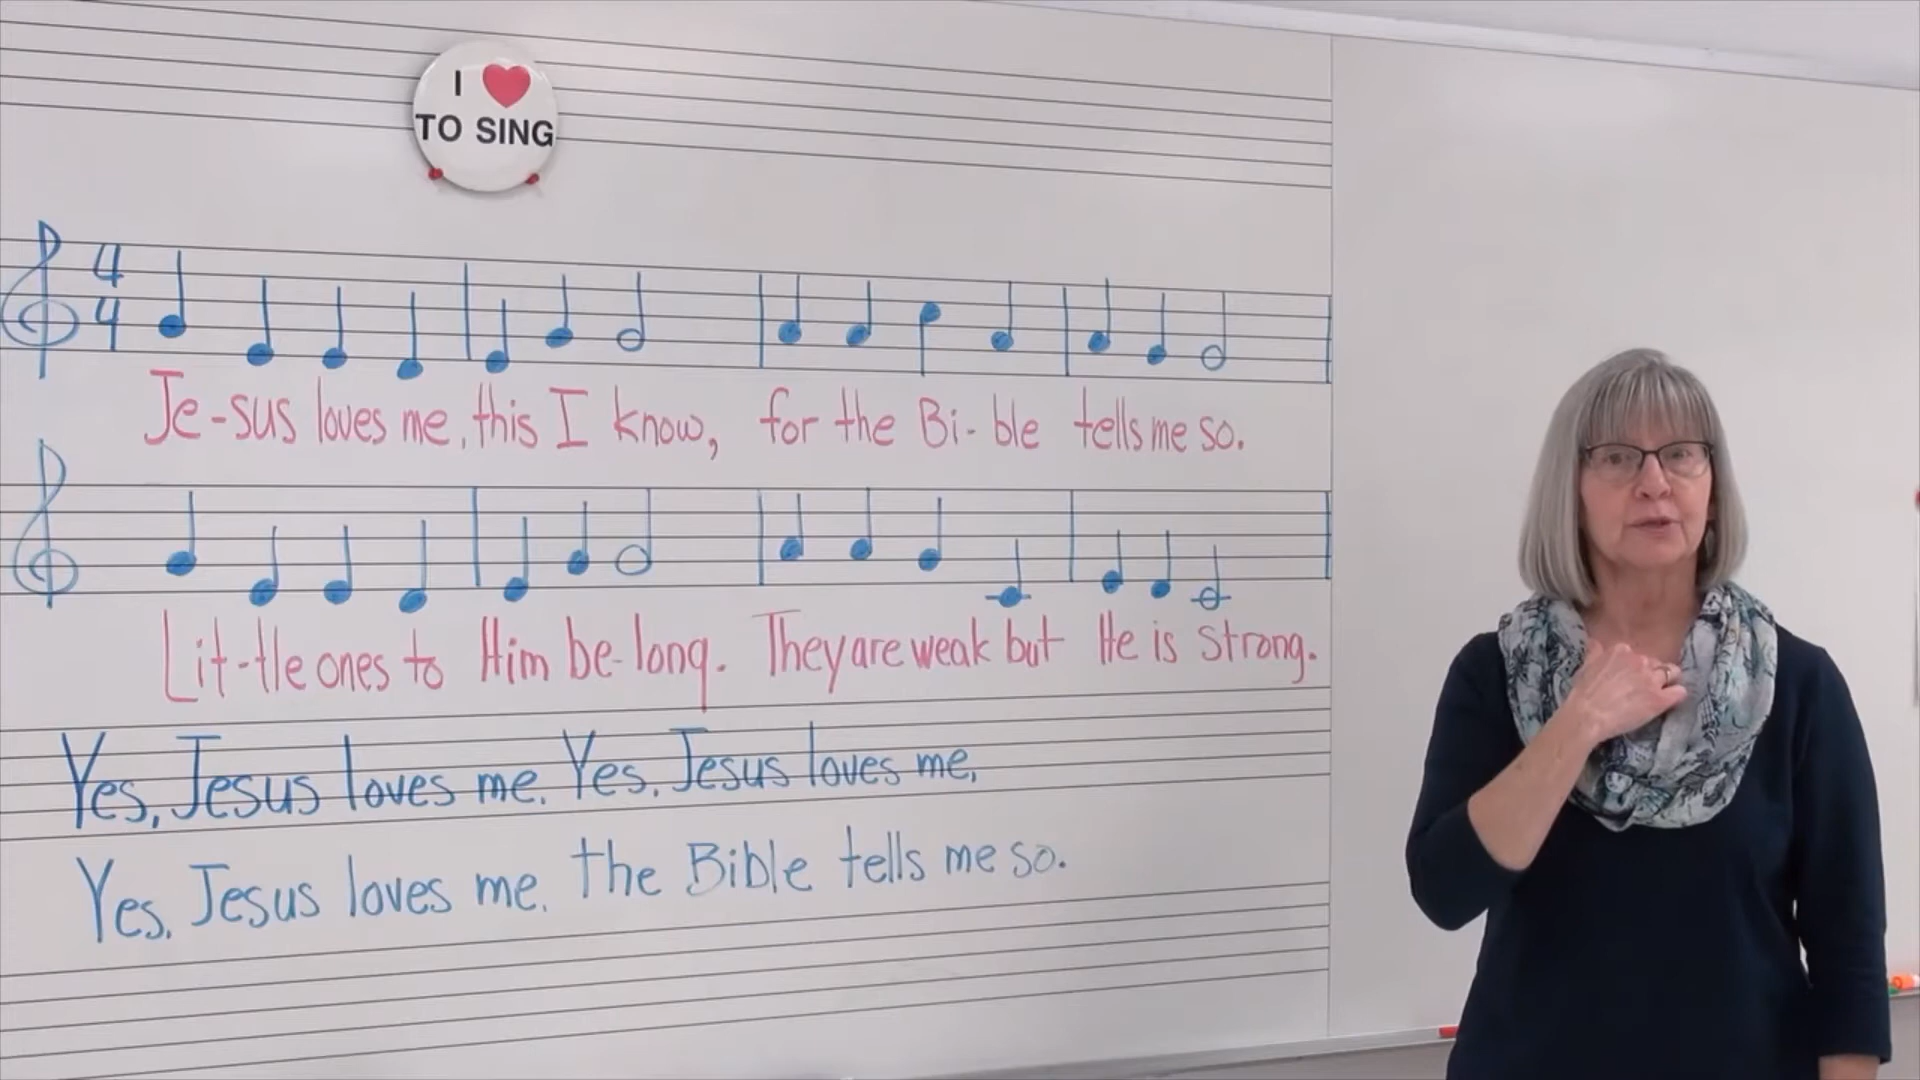 I ♥
TO SING
4
4
Je-sus loves me, this I know, for the Bi-ble tells me so.
Lit-tle ones to Him be-long. They are weak but He is strong.
Yes, Jesus loves me. Yes, Jesus loves me,
Yes, Jesus loves me. the Bible tells me so.